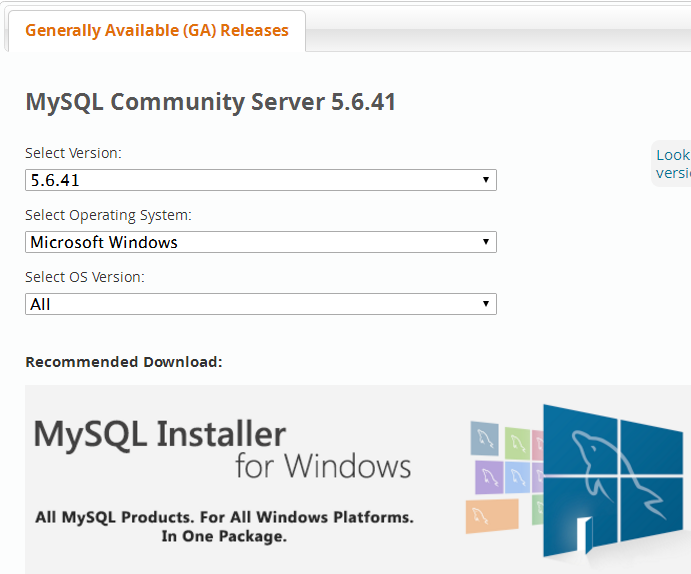 Generally Available (GA) Releases
MySQL Community Server 5.6.41
Select Version:
5.6.41
Look
versi
Select Operating System:
Microsoft Windows
Select OS Version:
All
Recommended Download:
MySQL Installer
for Windows
All MySQL Products. For All Windows Platforms.
In One Package.